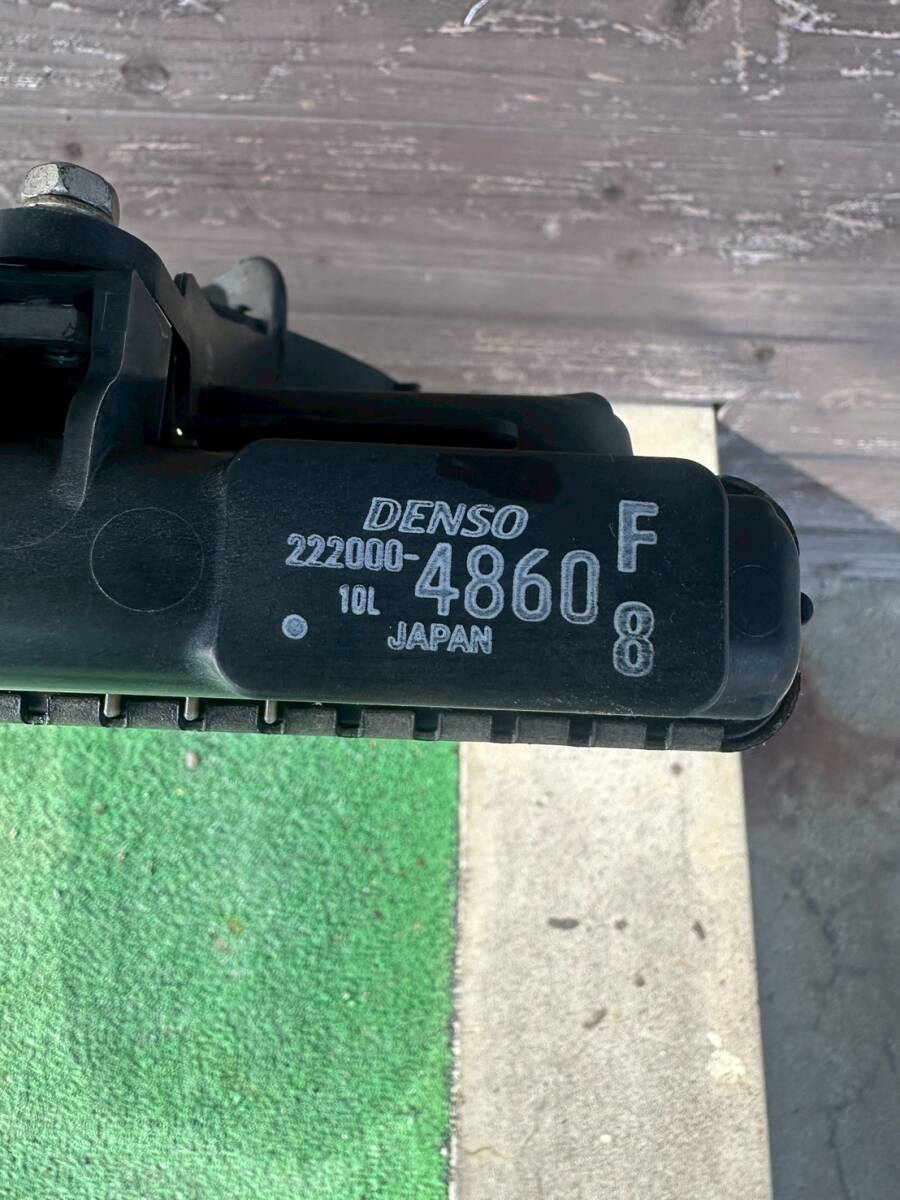 DENSO
222000-4860
10L
JAPAN
F
8